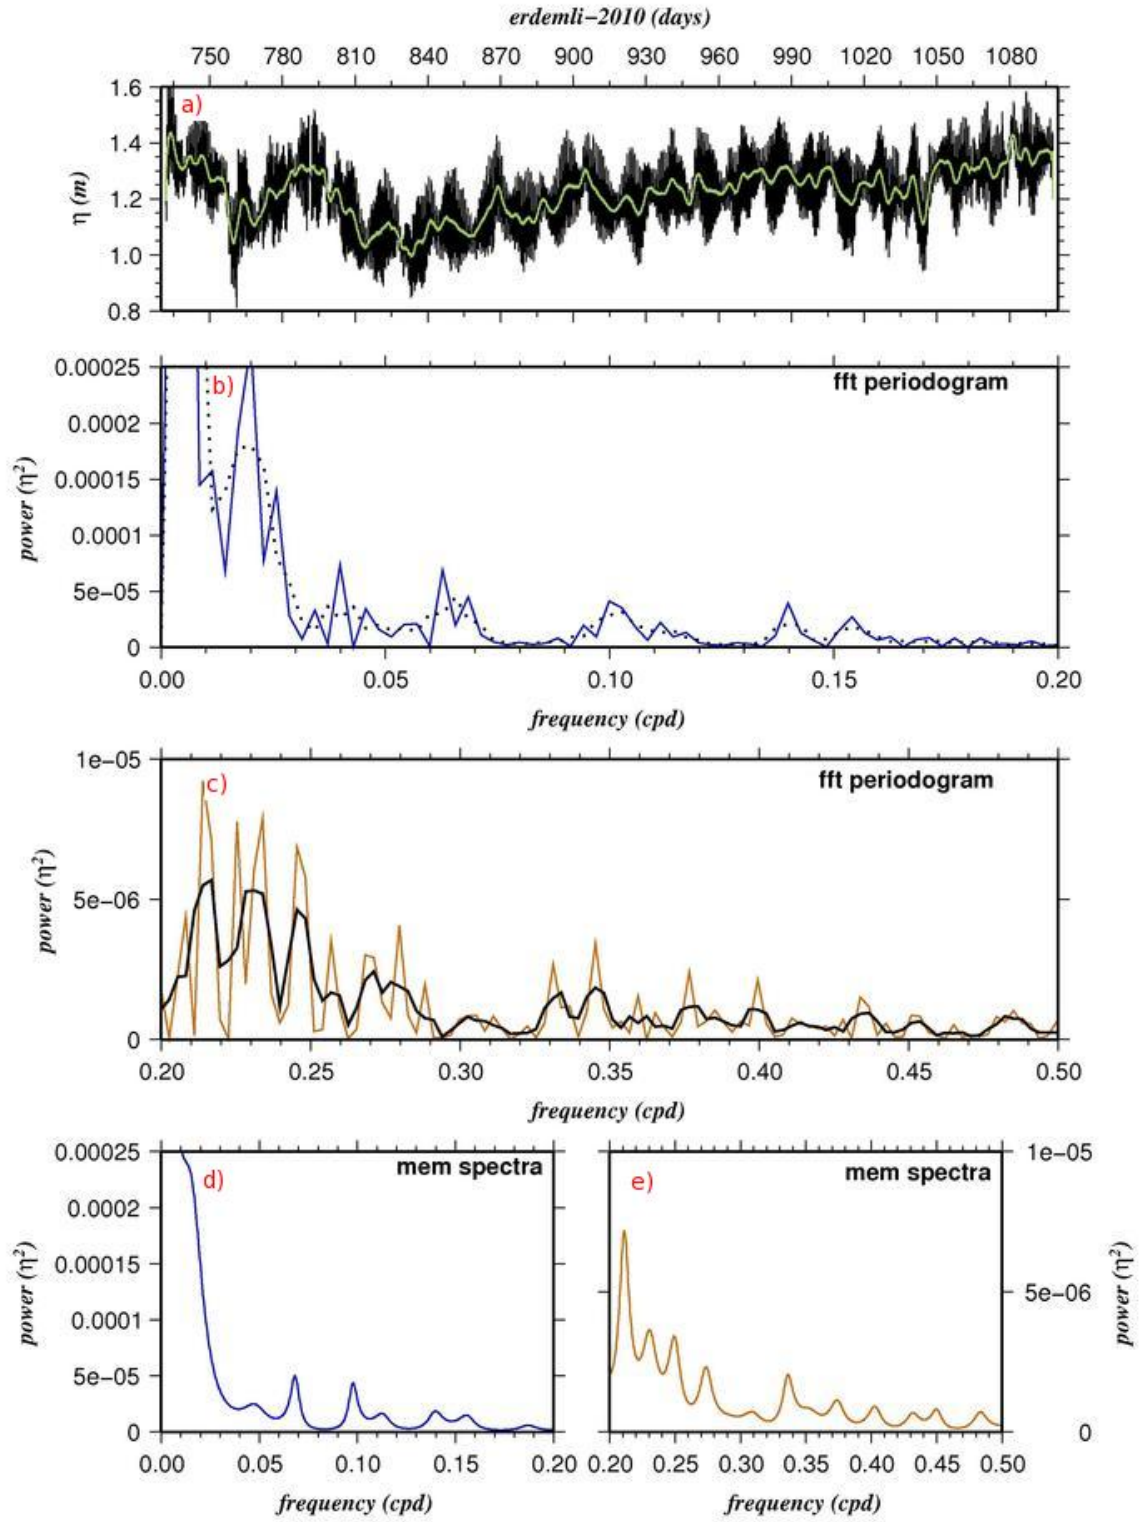 erdemli−2010 (days)
750 780 810 840 870 900 930 960 990 1020 1050 1080
a)
1.6
1.4
1.2
1.0
0.8
η (m)
b)
fft periodogram
0.00025
0.0002
0.00015
0.0001
5e−05
0
power (η²)
0.00 0.05 0.10 0.15 0.20
frequency (cpd)
c)
fft periodogram
1e−05
5e−06
0
power (η²)
0.20 0.25 0.30 0.35 0.40 0.45 0.50
frequency (cpd)
d)
mem spectra
0.00025
0.0002
0.00015
0.0001
5e−05
0
power (η²)
0.00 0.05 0.10 0.15 0.20
frequency (cpd)
e)
mem spectra
1e−05
5e−06
0
power (η²)
0.20 0.25 0.30 0.35 0.40 0.45 0.50
frequency (cpd)